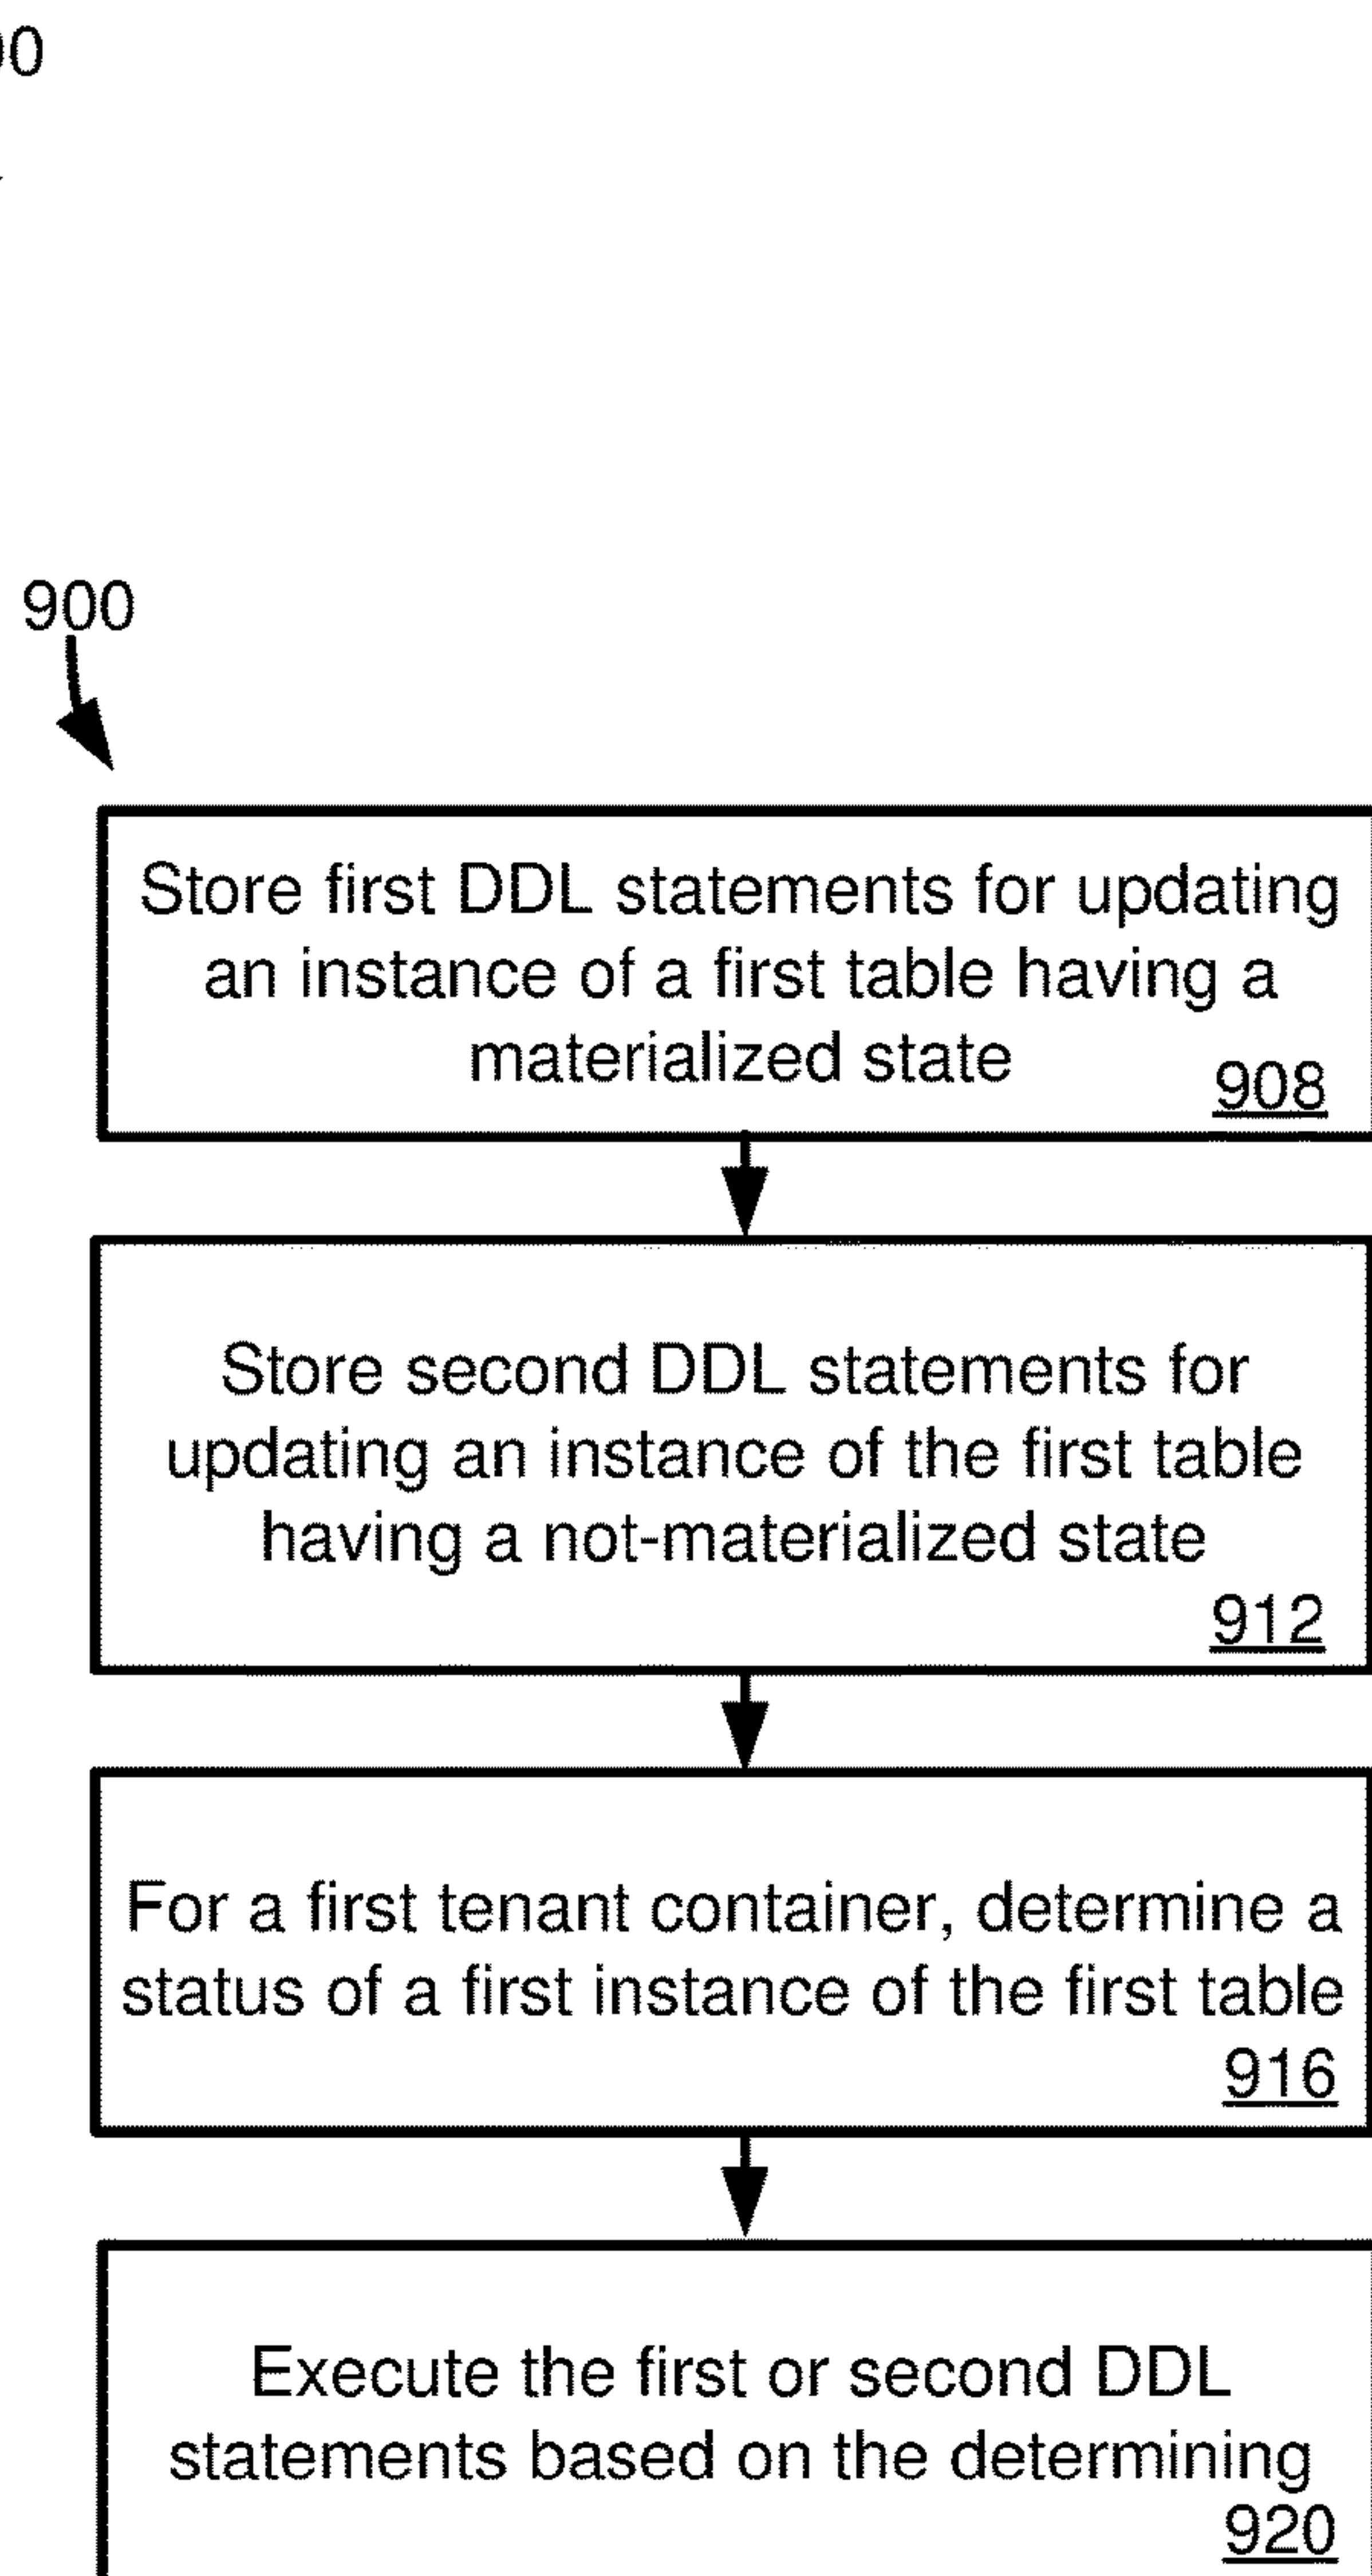 00
900
Store first DDL statements for updating
an instance of a first table having a
materialized state
908
Store second DDL statements for
updating an instance of the first table
having a not-materialized state
912
For a first tenant container, determine a
status of a first instance of the first table
916
Execute the first or second DDL
statements based on the determining
920